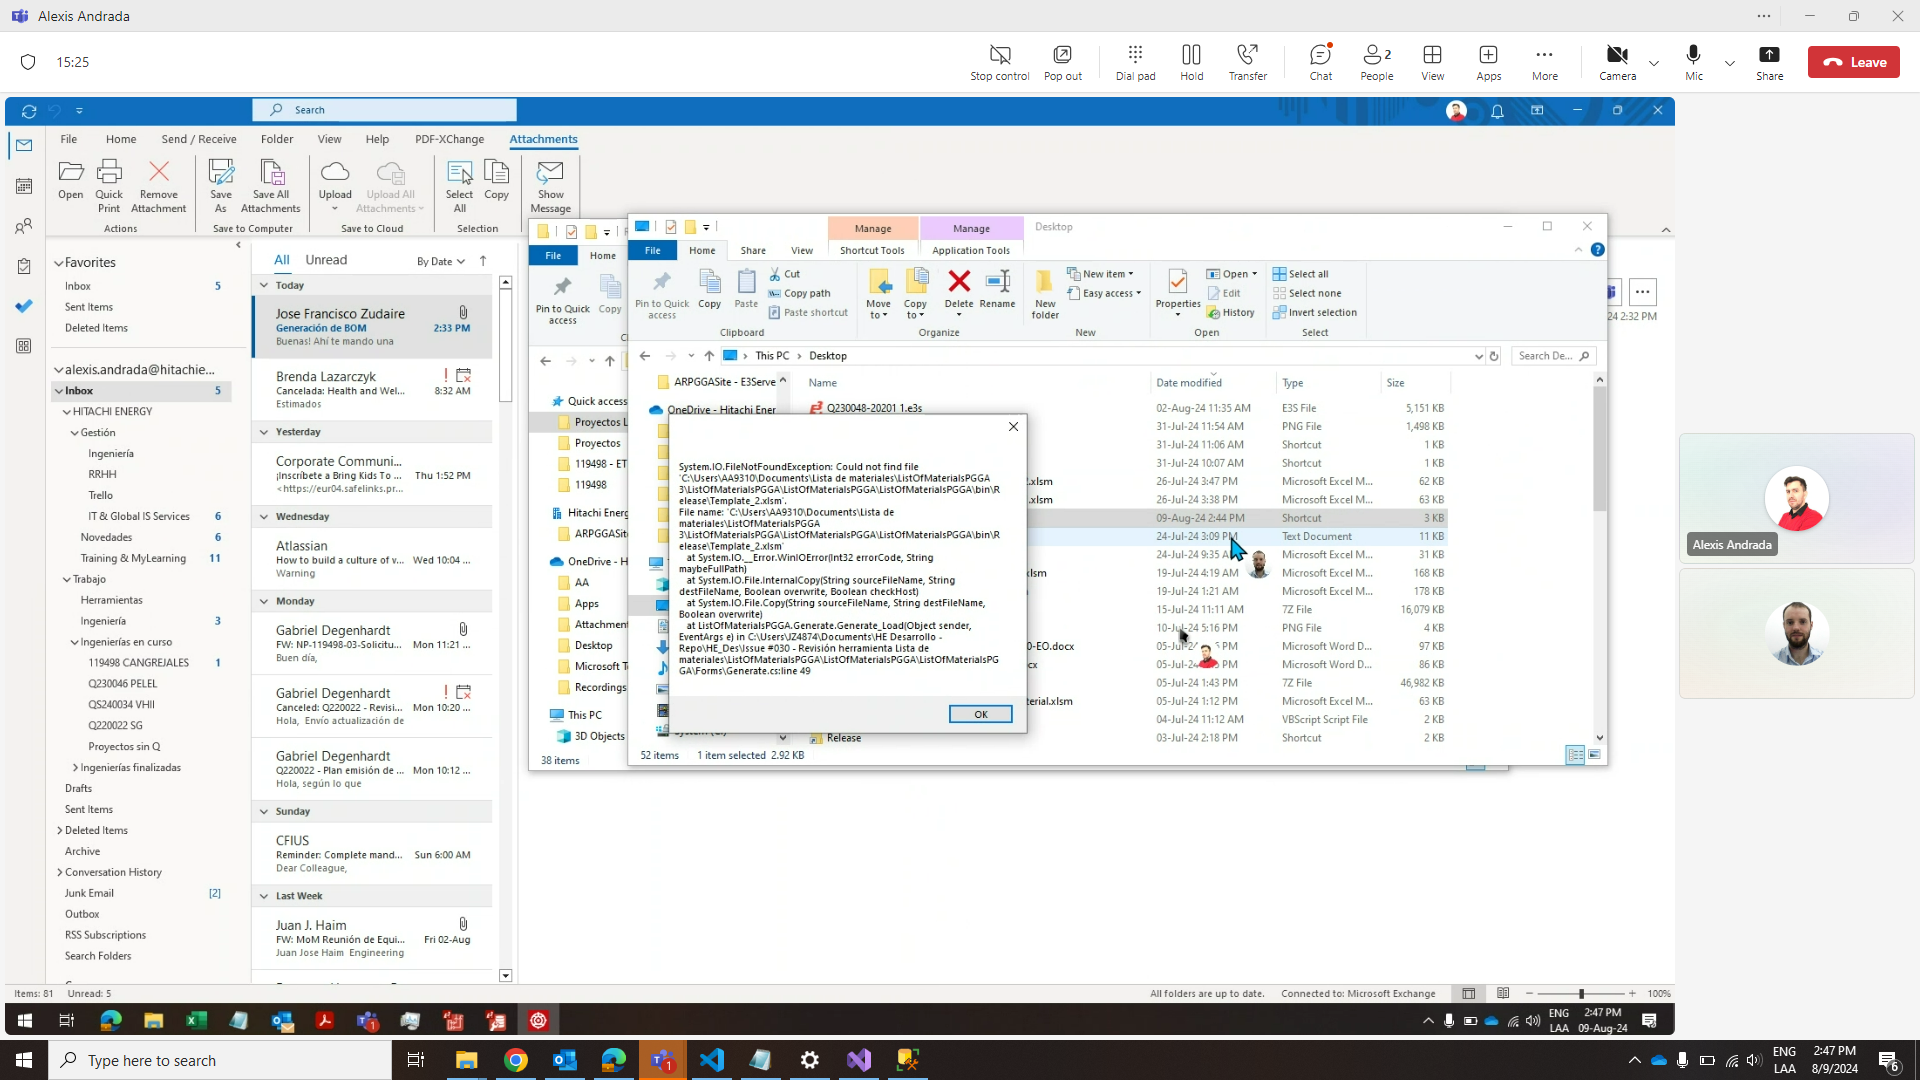 Alexis Andrada
15:25
Stop control
Pop out
Dial pad
Hold
Transfer
Chat
2
People
View
Apps
More
Camera
Mic
Share
Leave
Search
File
Home
Send / Receive
Folder
View
Help
PDF-XChange
Attachments
Open
Quick Print
Remove Attachment
Save As
Save All Attachments
Upload
Upload All Attachments
Select All
Copy
Show Message
Actions
Save to Computer
Save to Cloud
Selection
Favorites
Inbox 5
Sent Items
Deleted Items
alexis.andrada@hitachie...
Inbox 5
HITACHI ENERGY
Gestión
Ingeniería
RRHH
Trello
IT & Global IS Services 6
Novedades 6
Training & MyLearning 11
Trabajo
Herramientas
Ingeniería 3
Ingenierías en curso
119498 CANGREJALES 1
Q230046 PELEL
QS240034 VHII
Q220022 SG
Proyectos sin Q
Ingenierías finalizadas
Drafts
Sent Items
Deleted Items
Archive
Conversation History
Junk Email [2]
Outbox
RSS Subscriptions
Search Folders
Items: 81 Unread: 5
All Unread By Date
Today
Jose Francisco Zudaire
Generación de BOM 2:33 PM
Buenas! Ahí te mando una
Brenda Lazarczyk
Cancelada: Health and Wel... 8:32 AM
Estimados
Yesterday
Corporate Communi...
¡Inscríbete a Bring Kids To ... Thu 1:52 PM
<https://eur04.safelinks.pr...
Wednesday
Atlassian
How to build a culture of v... Wed 10:04 ...
Warning
Monday
Gabriel Degenhardt
FW: NP-119498-03-Solicitu... Mon 11:21 ...
Buen día,
Gabriel Degenhardt
Canceled: Q220022 - Revisi... Mon 10:20 ...
Hola, Envío actualización de
Gabriel Degenhardt
Q220022 - Plan emisión de ... Mon 10:12 ...
Hola, según lo que
Sunday
CFIUS
Reminder: Complete mand... Sun 6:00 AM
Dear Colleague,
Last Week
Juan J. Haim
FW: MoM Reunión de Equi... Fri 02-Aug
Juan Jose Haim Engineering
File
Home
Pin to Quick access
Copy
Quick access
Proyectos L
Proyectos
119498 - ET
119498
Hitachi Energ
ARPGGASit
OneDrive - H
AA
Apps
Attachmen
Desktop
Microsoft T
Recordings
This PC
3D Objects
38 items
Manage
Manage
Desktop
File
Home
Share
View
Shortcut Tools
Application Tools
Pin to Quick access
Copy
Paste
Cut
Copy path
Paste shortcut
Move to
Copy to
Delete
Rename
New folder
New item
Easy access
Properties
Open
Edit
History
Select all
Select none
Invert selection
Clipboard
Organize
New
Open
Select
24 2:32 PM
This PC
Desktop
Search De...
ARPGGASite - E3Serve
OneDrive - Hitachi Ener
Name
Date modified
Type
Size
Q230048-20201 1.e3s 02-Aug-24 11:35 AM E3S File 5,151 KB
31-Jul-24 11:54 AM PNG File 1,498 KB
31-Jul-24 11:06 AM Shortcut 1 KB
31-Jul-24 10:07 AM Shortcut 1 KB
.xlsm 26-Jul-24 3:47 PM Microsoft Excel M... 62 KB
.xlsm 26-Jul-24 3:38 PM Microsoft Excel M... 63 KB
09-Aug-24 2:44 PM Shortcut 3 KB
24-Jul-24 3:09 PM Text Document 11 KB
24-Jul-24 9:35 Microsoft Excel M... 31 KB
xlsm 19-Jul-24 4:19 AM Microsoft Excel M... 168 KB
19-Jul-24 1:21 AM Microsoft Excel M... 178 KB
15-Jul-24 11:11 AM 7Z File 16,079 KB
10-Jul-24 5:16 PM PNG File 4 KB
0-EO.docx Microsoft Word D... 97 KB
cx Microsoft Word D... 86 KB
05-Jul-24 1:43 PM 7Z File 46,982 KB
terial.xlsm 05-Jul-24 1:12 PM Microsoft Excel M... 63 KB
04-Jul-24 11:12 AM VBScript Script File 2 KB
Release 03-Jul-24 2:18 PM Shortcut 2 KB
52 items 1 item selected 2.92 KB
System.IO.FileNotFoundException: Could not find file
'C:\Users\AA9310\Documents\Lista de materiales\ListOfMaterialsPGGA
3\ListOfMaterialsPGGA\ListOfMaterialsPGGA\ListOfMaterialsPGGA\bin\R
elease\Template_2.xlsm'.
File name: 'C:\Users\AA9310\Documents\Lista de
materiales\ListOfMaterialsPGGA
3\ListOfMaterialsPGGA\ListOfMaterialsPGGA\ListOfMaterialsPGGA\bin\R
elease\Template_2.xlsm'
at System.IO.__Error.WinIOError(Int32 errorCode, String
maybeFullPath)
at System.IO.File.InternalCopy(String sourceFileName, String
destFileName, Boolean overwrite, Boolean checkHost)
at System.IO.File.Copy(String sourceFileName, String destFileName,
Boolean overwrite)
at ListOfMaterialsPGGA.Generate.Generate_Load(Object sender,
EventArgs e) in C:\Users\JZ4874\Documents\HE Desarrollo -
Repo\HE_Des\Issue #030 - Revisión herramienta Lista de
materiales\ListOfMaterialsPGGA\ListOfMaterialsPGGA\ListOfMaterialsPG
GA\Forms\Generate.cs:line 49
OK
Alexis Andrada
All folders are up to date. Connected to: Microsoft Exchange 100%
ENG
LAA
2:47 PM
09-Aug-24
Type here to search
1
ENG
LAA
2:47 PM
8/9/2024
6